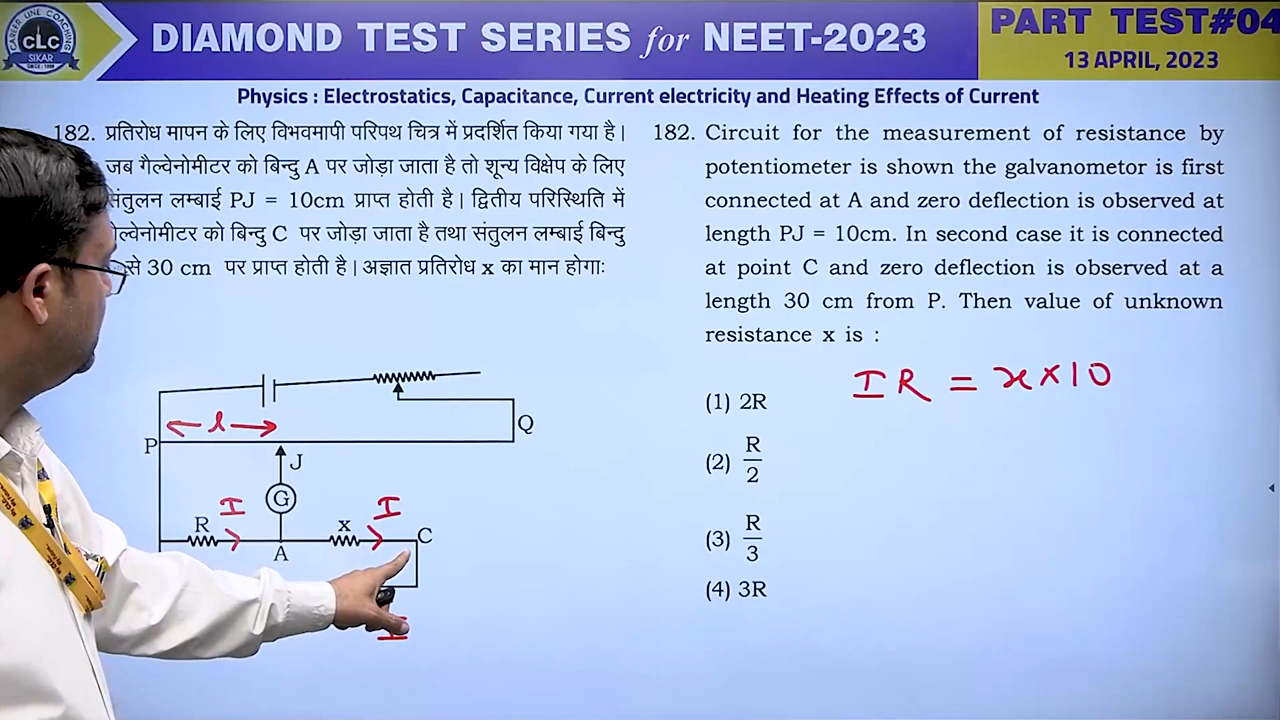 CAREER LINE COACHING
CLC
SIKAR
SINCE : 1996
DIAMOND TEST SERIES for NEET-2023
PART TEST#04
13 APRIL, 2023
Physics : Electrostatics, Capacitance, Current electricity and Heating Effects of Current
182. प्रतिरोध मापन के लिए विभवमापी परिपथ चित्र में प्रदर्शित किया गया है।
जब गैल्वेनोमीटर को बिन्दु A पर जोड़ा जाता है तो शून्य विक्षेप के लिए
संतुलन लम्बाई PJ = 10cm प्राप्त होती है। द्वितीय परिस्थिति में
को बिन्दु C पर जोड़ा जाता है तथा संतुलन लम्बाई बिन्दु
से 30 cm पर प्राप्त होती है। अज्ञात प्रतिरोध x का मान होगाः
182. Circuit for the measurement of resistance by
potentiometer is shown the galvanometor is first
connected at A and zero deflection is observed at
length PJ = 10cm. In second case it is connected
at point C and zero deflection is observed at a
length 30 cm from P. Then value of unknown
resistance x is :
(1) 2R
(2) R/2
(3) R/3
(4) 3R
I R = x × 10
l
P
Q
J
G
I
I
R
x
C
A
I